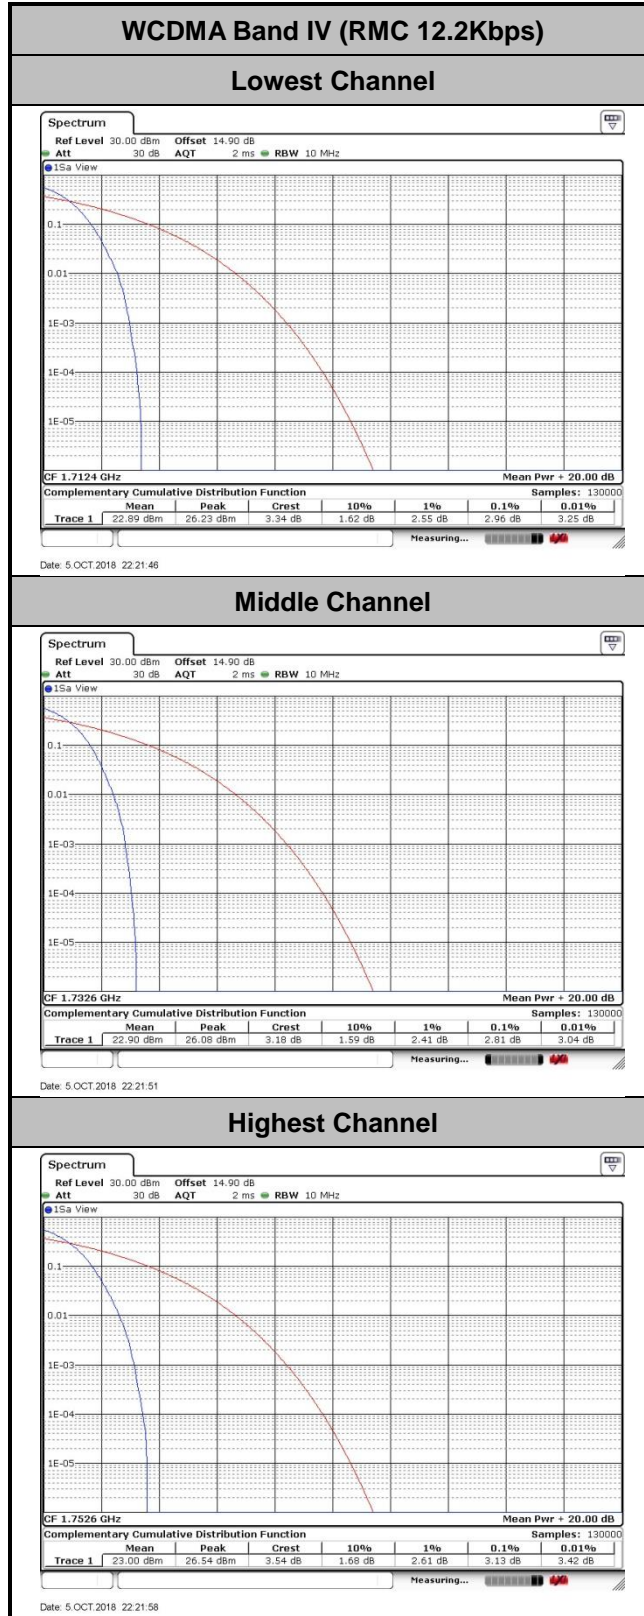 WCDMA Band IV (RMC 12.2Kbps)
Lowest Channel
Spectrum
Ref Level 30.00 dBm Offset 14.90 dB
Att 30 dB AQT 2 ms RBW 10 MHz
1Sa View
0.1
0.01
1E-03
1E-04
1E-05
CF 1.7124 GHz Mean Pwr + 20.00 dB
Complementary Cumulative Distribution Function Samples: 130000
Mean Peak Crest 10% 1% 0.1% 0.01%
Trace 1 22.89 dBm 26.23 dBm 3.34 dB 1.62 dB 2.55 dB 2.96 dB 3.25 dB
Measuring...
Date: 5.OCT.2018 22:21:46
Middle Channel
Spectrum
Ref Level 30.00 dBm Offset 14.90 dB
Att 30 dB AQT 2 ms RBW 10 MHz
1Sa View
0.1
0.01
1E-03
1E-04
1E-05
CF 1.7326 GHz Mean Pwr + 20.00 dB
Complementary Cumulative Distribution Function Samples: 130000
Mean Peak Crest 10% 1% 0.1% 0.01%
Trace 1 22.90 dBm 26.08 dBm 3.18 dB 1.59 dB 2.41 dB 2.81 dB 3.04 dB
Measuring...
Date: 5.OCT.2018 22:21:51
Highest Channel
Spectrum
Ref Level 30.00 dBm Offset 14.90 dB
Att 30 dB AQT 2 ms RBW 10 MHz
1Sa View
0.1
0.01
1E-03
1E-04
1E-05
CF 1.7526 GHz Mean Pwr + 20.00 dB
Complementary Cumulative Distribution Function Samples: 130000
Mean Peak Crest 10% 1% 0.1% 0.01%
Trace 1 23.00 dBm 26.54 dBm 3.54 dB 1.68 dB 2.61 dB 3.13 dB 3.42 dB
Measuring...
Date: 5.OCT.2018 22:21:58